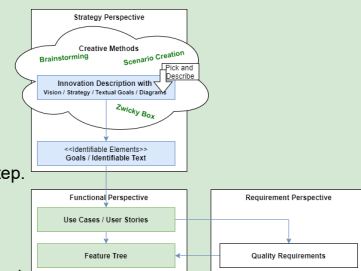 Strategy Perspective
Creative Methods
Brainstorming
Scenario Creation
Pick and
Describe
Innovation Description with
Vision / Strategy / Textual Goals / Diagrams
Zwicky Box
<<Identifiable Elements>>
Goals / Identifiable Text
tep.
Functional Perspective
Requirement Perspective
Use Cases / User Stories
Feature Tree
Quality Requirements